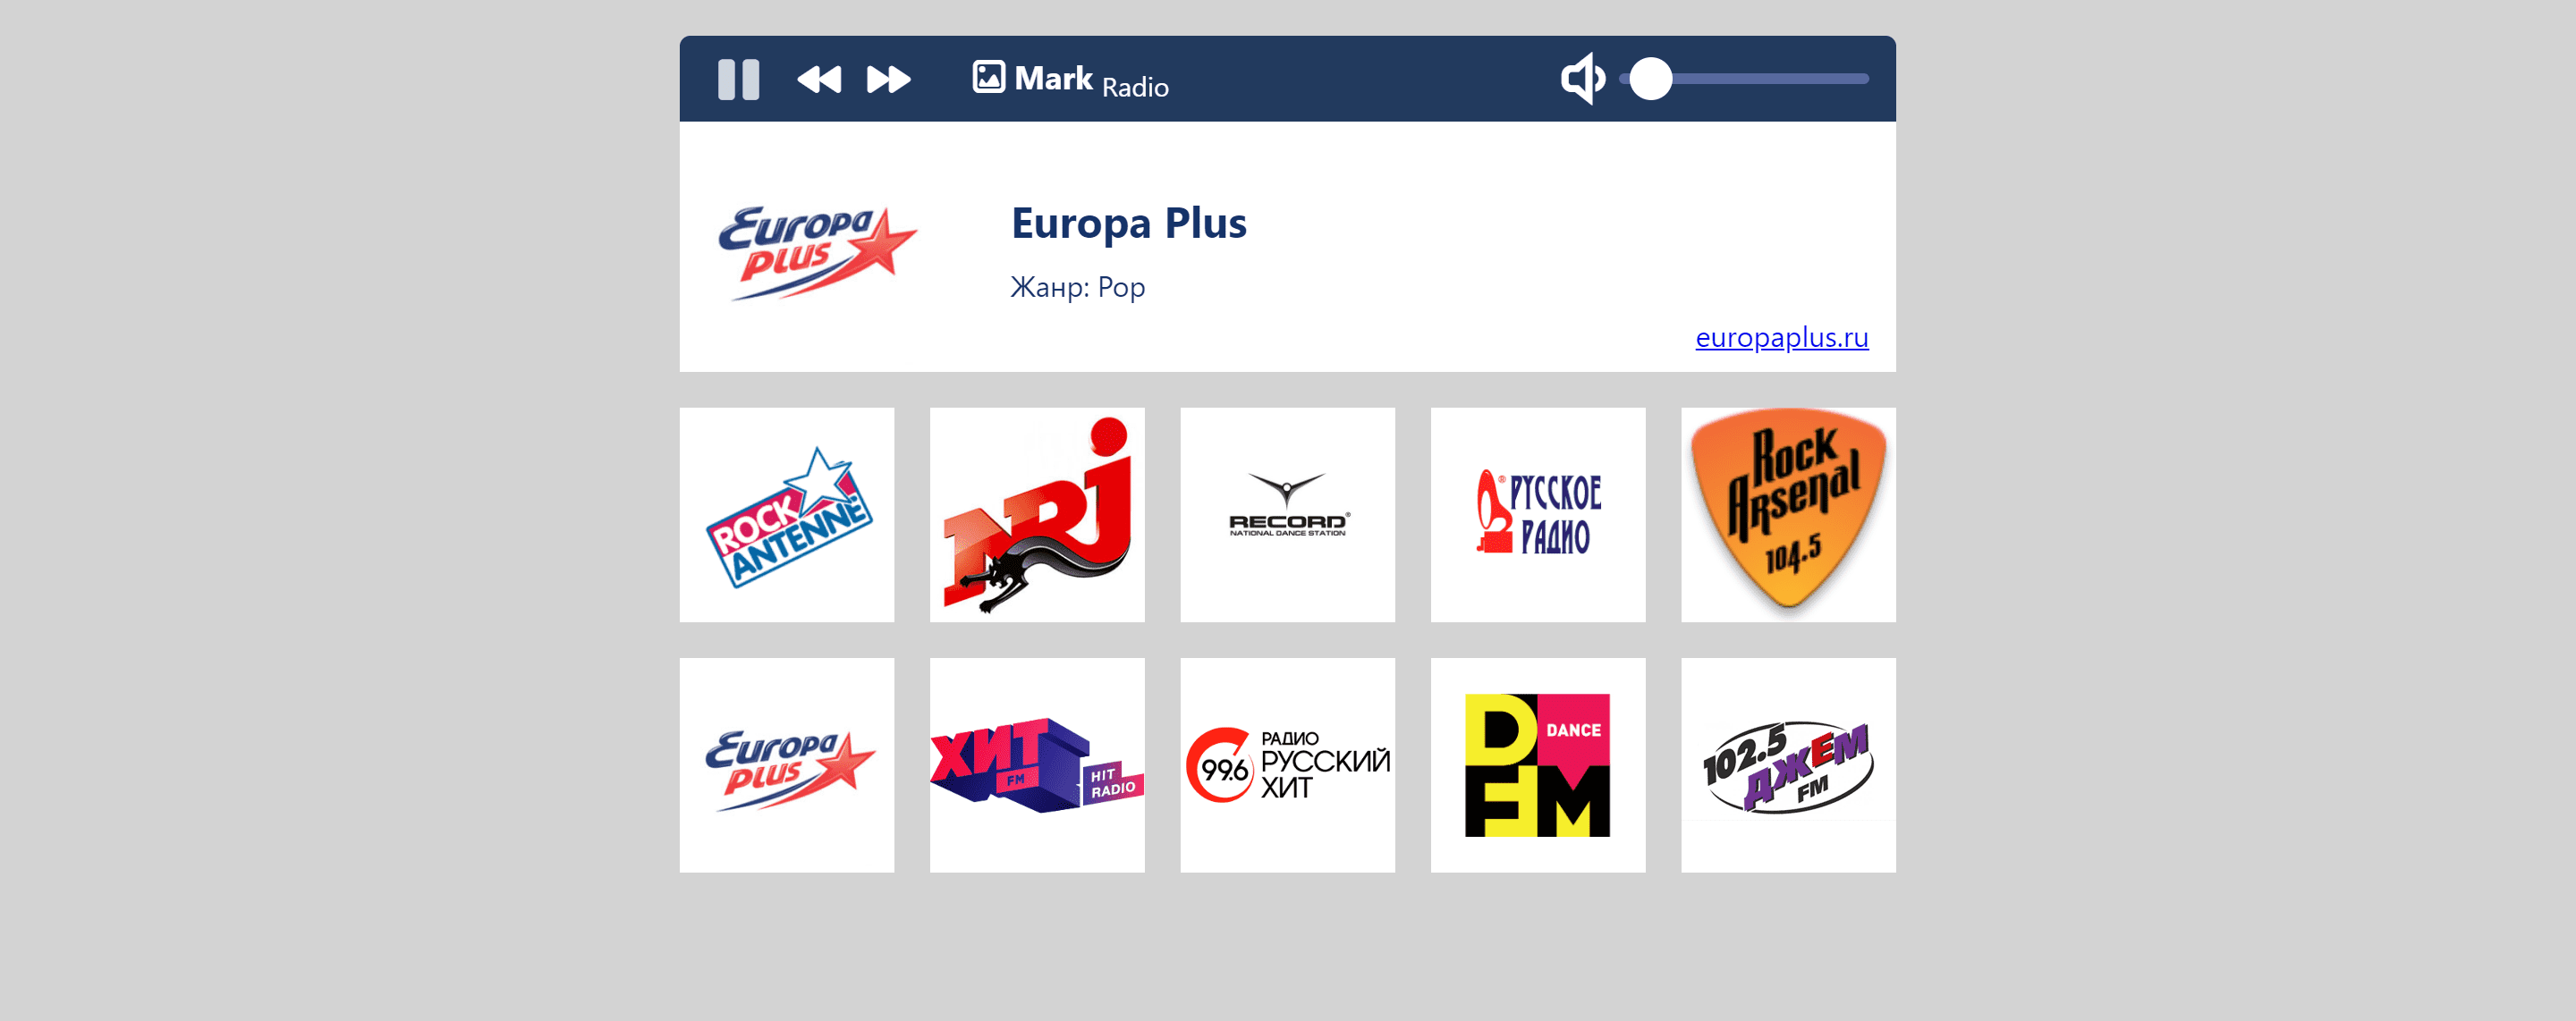 Mark Radio
Europa PLUS
Europa Plus
Жанр: Pop
europaplus.ru
ROCK
ANTENNE
NRJ
RECORD®
NATIONAL DANCE STATION
®РУССКОЕ
РАДИО
Rock
Arsenal
104.5
Europa
PLUS
ХИТ
FM
HIT
RADIO
99.6
РАДИО
РУССКИЙ
ХИТ
D
DANCE
FM
102.5
ДЖЕМ
FM